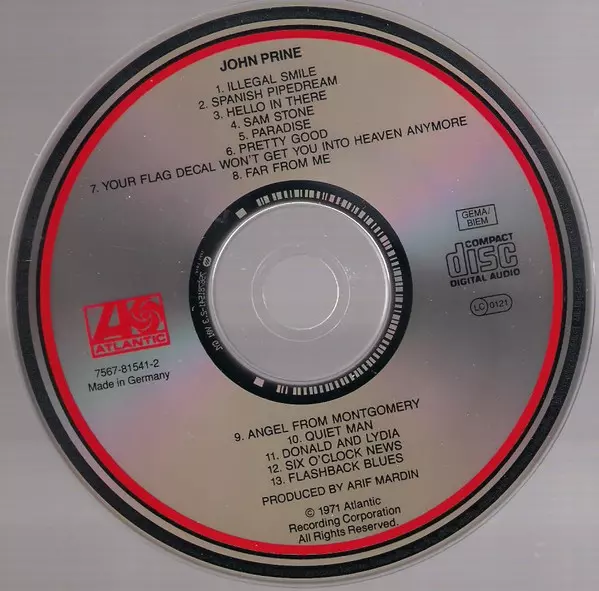 JOHN PRINE
1. ILLEGAL SMILE
2. SPANISH PIPEDREAM
3. HELLO IN THERE
4. SAM STONE
5. PARADISE
6. PRETTY GOOD
7. YOUR FLAG DECAL WON'T GET YOU INTO HEAVEN ANYMORE
8. FAR FROM ME
GEMA/
BIEM
COMPACT
disc
DIGITAL AUDIO
LC 0121
ATLANTIC
7567-81541-2
Made in Germany
9. ANGEL FROM MONTGOMERY
10. QUIET MAN
11. DONALD AND LYDIA
12. SIX O'CLOCK NEWS
13. FLASHBACK BLUES
PRODUCED BY ARIF MARDIN
© 1971 Atlantic
Recording Corporation
All Rights Reserved.